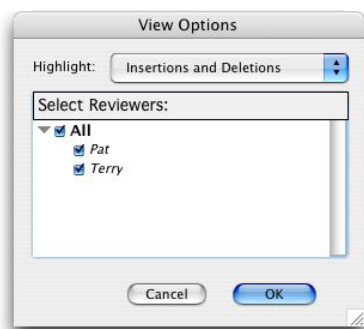 View Options
Highlight: Insertions and Deletions
Select Reviewers:
All
Pat
Terry
Cancel OK